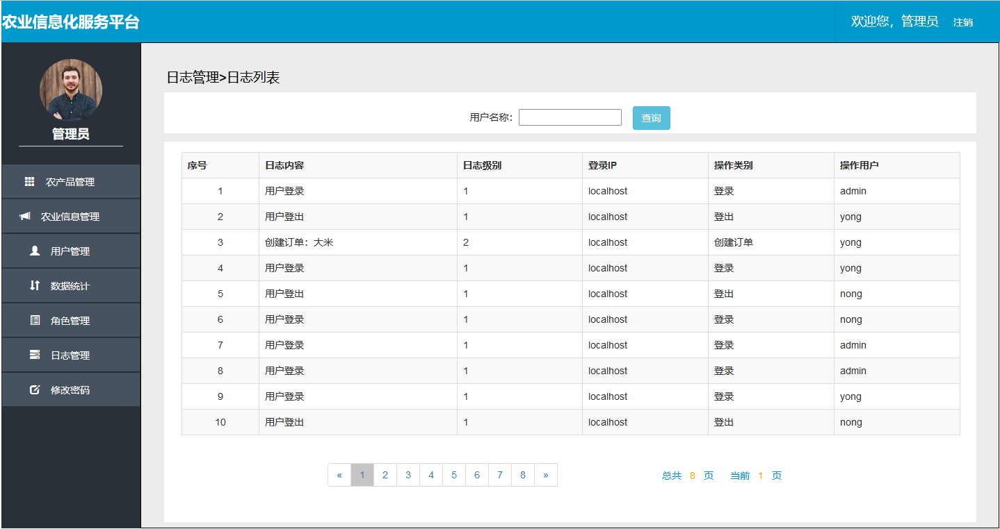 农业信息化服务平台
欢迎您，管理员 注销
管理员
农产品管理
农业信息管理
用户管理
数据统计
角色管理
日志管理
修改密码
日志管理>日志列表
用户名称： 查询
序号 日志内容 日志级别 登录IP 操作类别 操作用户
1 用户登录 1 localhost 登录 admin
2 用户登出 1 localhost 登出 yong
3 创建订单：大米 2 localhost 创建订单 yong
4 用户登录 1 localhost 登录 yong
5 用户登出 1 localhost 登出 nong
6 用户登录 1 localhost 登录 nong
7 用户登录 1 localhost 登录 admin
8 用户登录 1 localhost 登录 admin
9 用户登录 1 localhost 登录 yong
10 用户登出 1 localhost 登出 nong
« 1 2 3 4 5 6 7 8 » 总共 8 页 当前 1 页